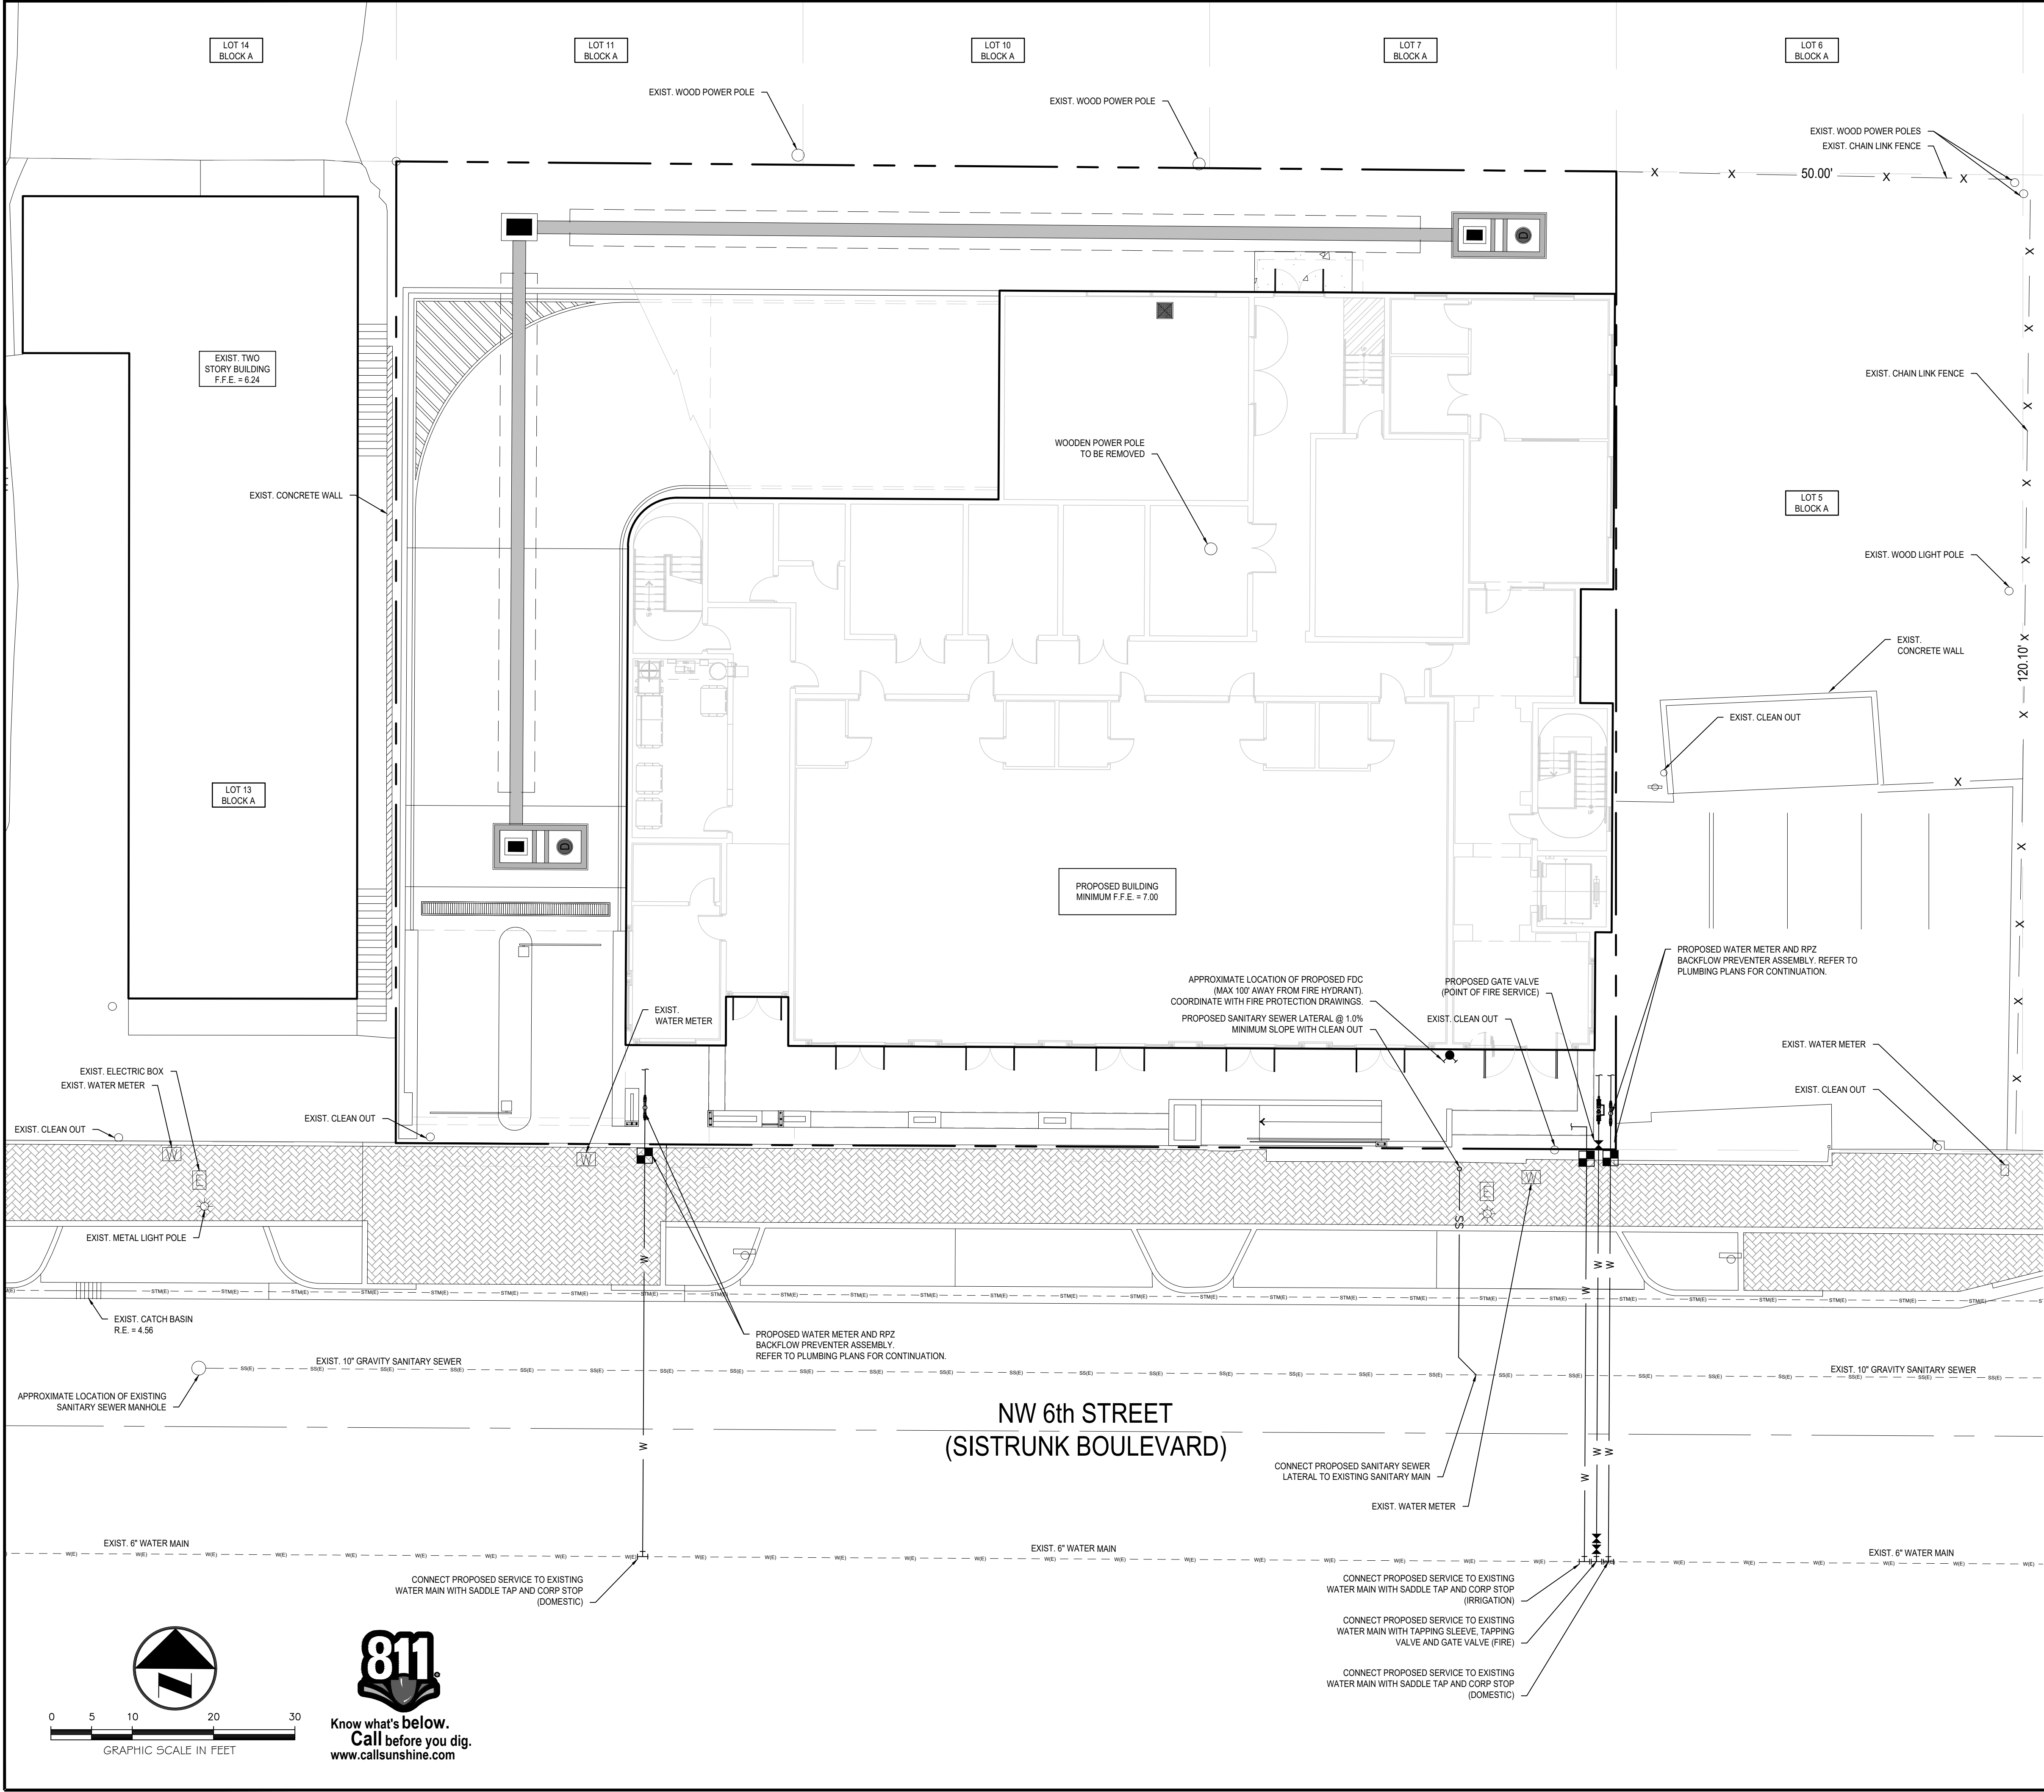 LOT 14
BLOCK A
LOT 11
BLOCK A
LOT 10
BLOCK A
LOT 7
BLOCK A
LOT 6
BLOCK A
EXIST. WOOD POWER POLE
EXIST. WOOD POWER POLE
EXIST. WOOD POWER POLES
EXIST. CHAIN LINK FENCE
50.00'
EXIST. TWO
STORY BUILDING
F.F.E. = 6.24
EXIST. CHAIN LINK FENCE
WOODEN POWER POLE
TO BE REMOVED
EXIST. CONCRETE WALL
LOT 5
BLOCK A
EXIST. WOOD LIGHT POLE
EXIST.
CONCRETE WALL
120.10'
EXIST. CLEAN OUT
LOT 13
BLOCK A
PROPOSED BUILDING
MINIMUM F.F.E. = 7.00
PROPOSED WATER METER AND RPZ
BACKFLOW PREVENTER ASSEMBLY. REFER TO
PLUMBING PLANS FOR CONTINUATION.
APPROXIMATE LOCATION OF PROPOSED FDC
(MAX 100' AWAY FROM FIRE HYDRANT).
COORDINATE WITH FIRE PROTECTION DRAWINGS.
PROPOSED GATE VALVE
(POINT OF FIRE SERVICE)
PROPOSED SANITARY SEWER LATERAL @ 1.0%
MINIMUM SLOPE WITH CLEAN OUT
EXIST. CLEAN OUT
EXIST.
WATER METER
EXIST. WATER METER
EXIST. ELECTRIC BOX
EXIST. WATER METER
EXIST. CLEAN OUT
EXIST. CLEAN OUT
EXIST. CLEAN OUT
EXIST. METAL LIGHT POLE
EXIST. CATCH BASIN
R.E. = 4.56
PROPOSED WATER METER AND RPZ
BACKFLOW PREVENTER ASSEMBLY.
REFER TO PLUMBING PLANS FOR CONTINUATION.
EXIST. 10" GRAVITY SANITARY SEWER
EXIST. 10" GRAVITY SANITARY SEWER
APPROXIMATE LOCATION OF EXISTING
SANITARY SEWER MANHOLE
NW 6th STREET
(SISTRUNK BOULEVARD)
CONNECT PROPOSED SANITARY SEWER
LATERAL TO EXISTING SANITARY MAIN
EXIST. WATER METER
EXIST. 6" WATER MAIN
EXIST. 6" WATER MAIN
EXIST. 6" WATER MAIN
CONNECT PROPOSED SERVICE TO EXISTING
WATER MAIN WITH SADDLE TAP AND CORP STOP
(DOMESTIC)
CONNECT PROPOSED SERVICE TO EXISTING
WATER MAIN WITH SADDLE TAP AND CORP STOP
(IRRIGATION)
CONNECT PROPOSED SERVICE TO EXISTING
WATER MAIN WITH TAPPING SLEEVE, TAPPING
VALVE AND GATE VALVE (FIRE)
CONNECT PROPOSED SERVICE TO EXISTING
WATER MAIN WITH SADDLE TAP AND CORP STOP
(DOMESTIC)
0 5 10 20 30
GRAPHIC SCALE IN FEET
811
Know what's below.
Call before you dig.
www.callsunshine.com